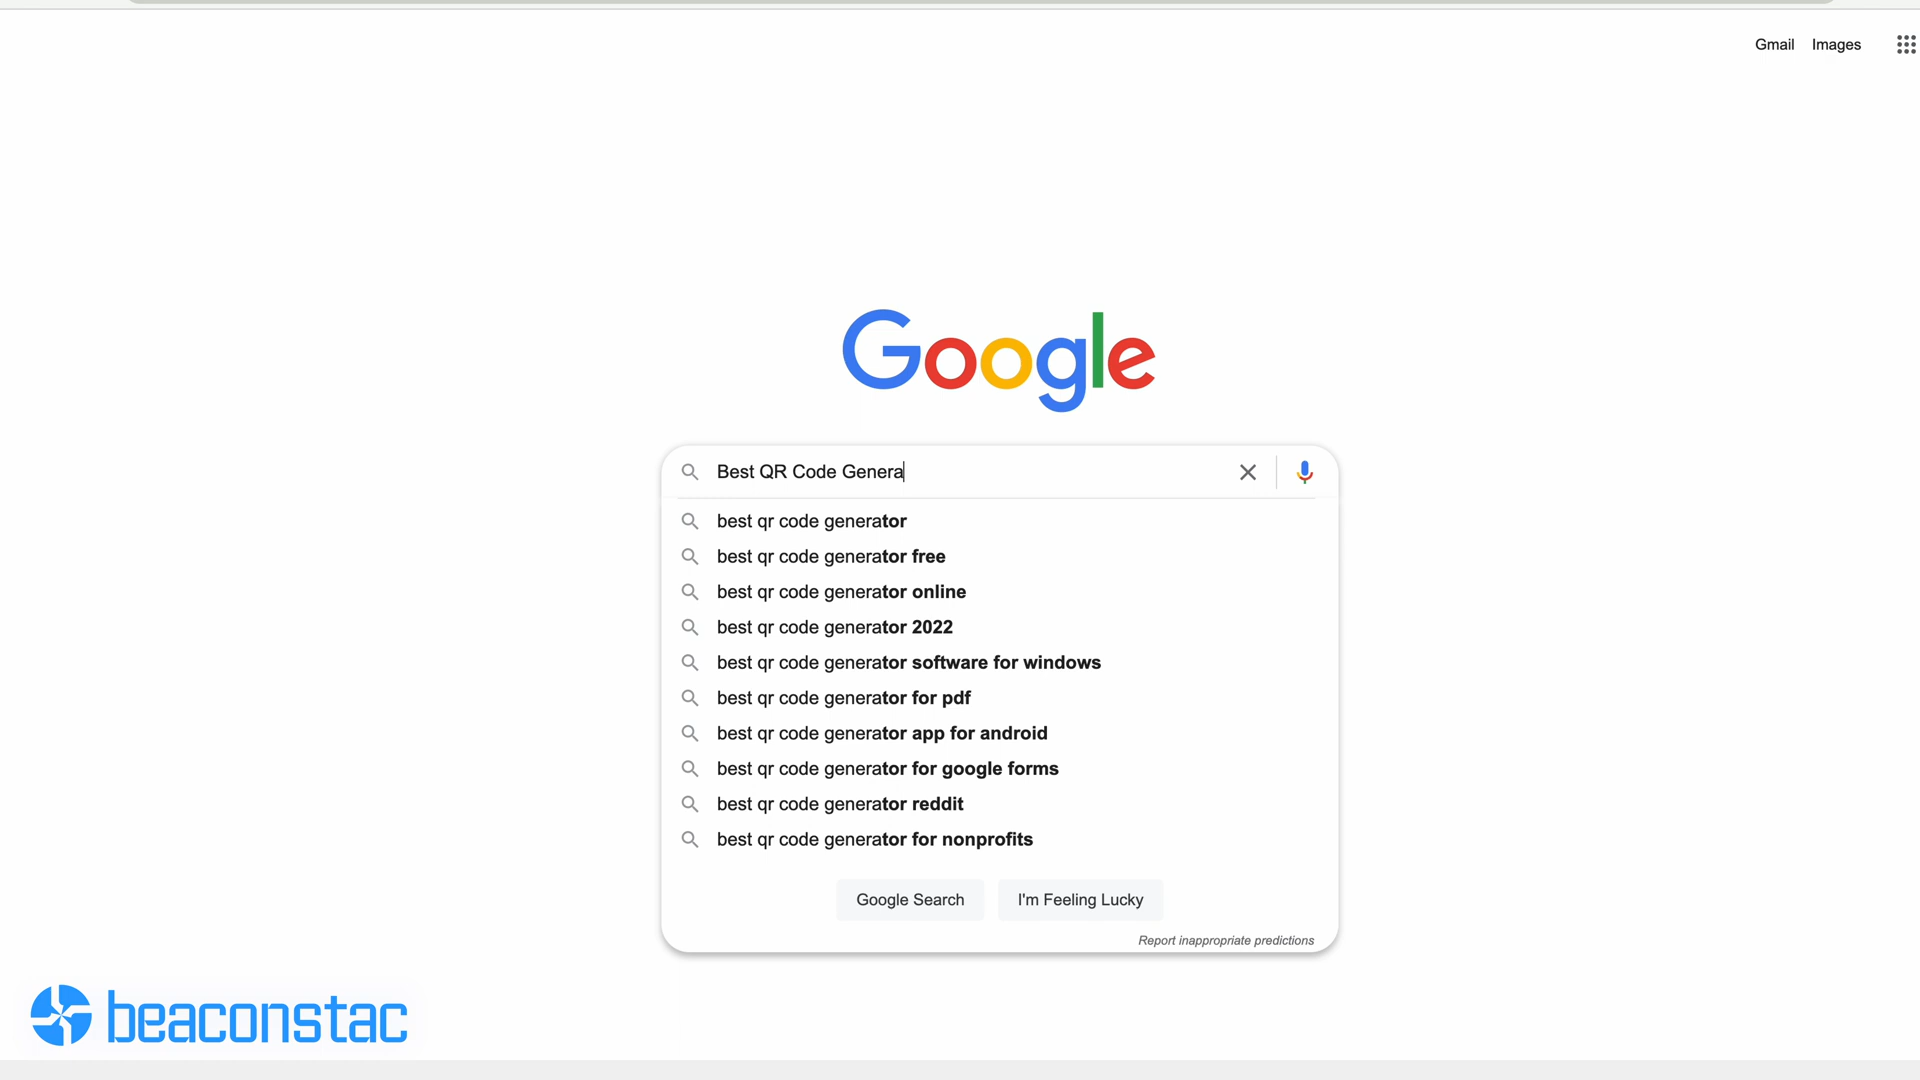 Gmail Images
Google
Best QR Code Genera
best qr code generator
best qr code generator free
best qr code generator online
best qr code generator 2022
best qr code generator software for windows
best qr code generator for pdf
best qr code generator app for android
best qr code generator for google forms
best qr code generator reddit
best qr code generator for nonprofits
Google Search I'm Feeling Lucky
Report inappropriate predictions
beaconstac